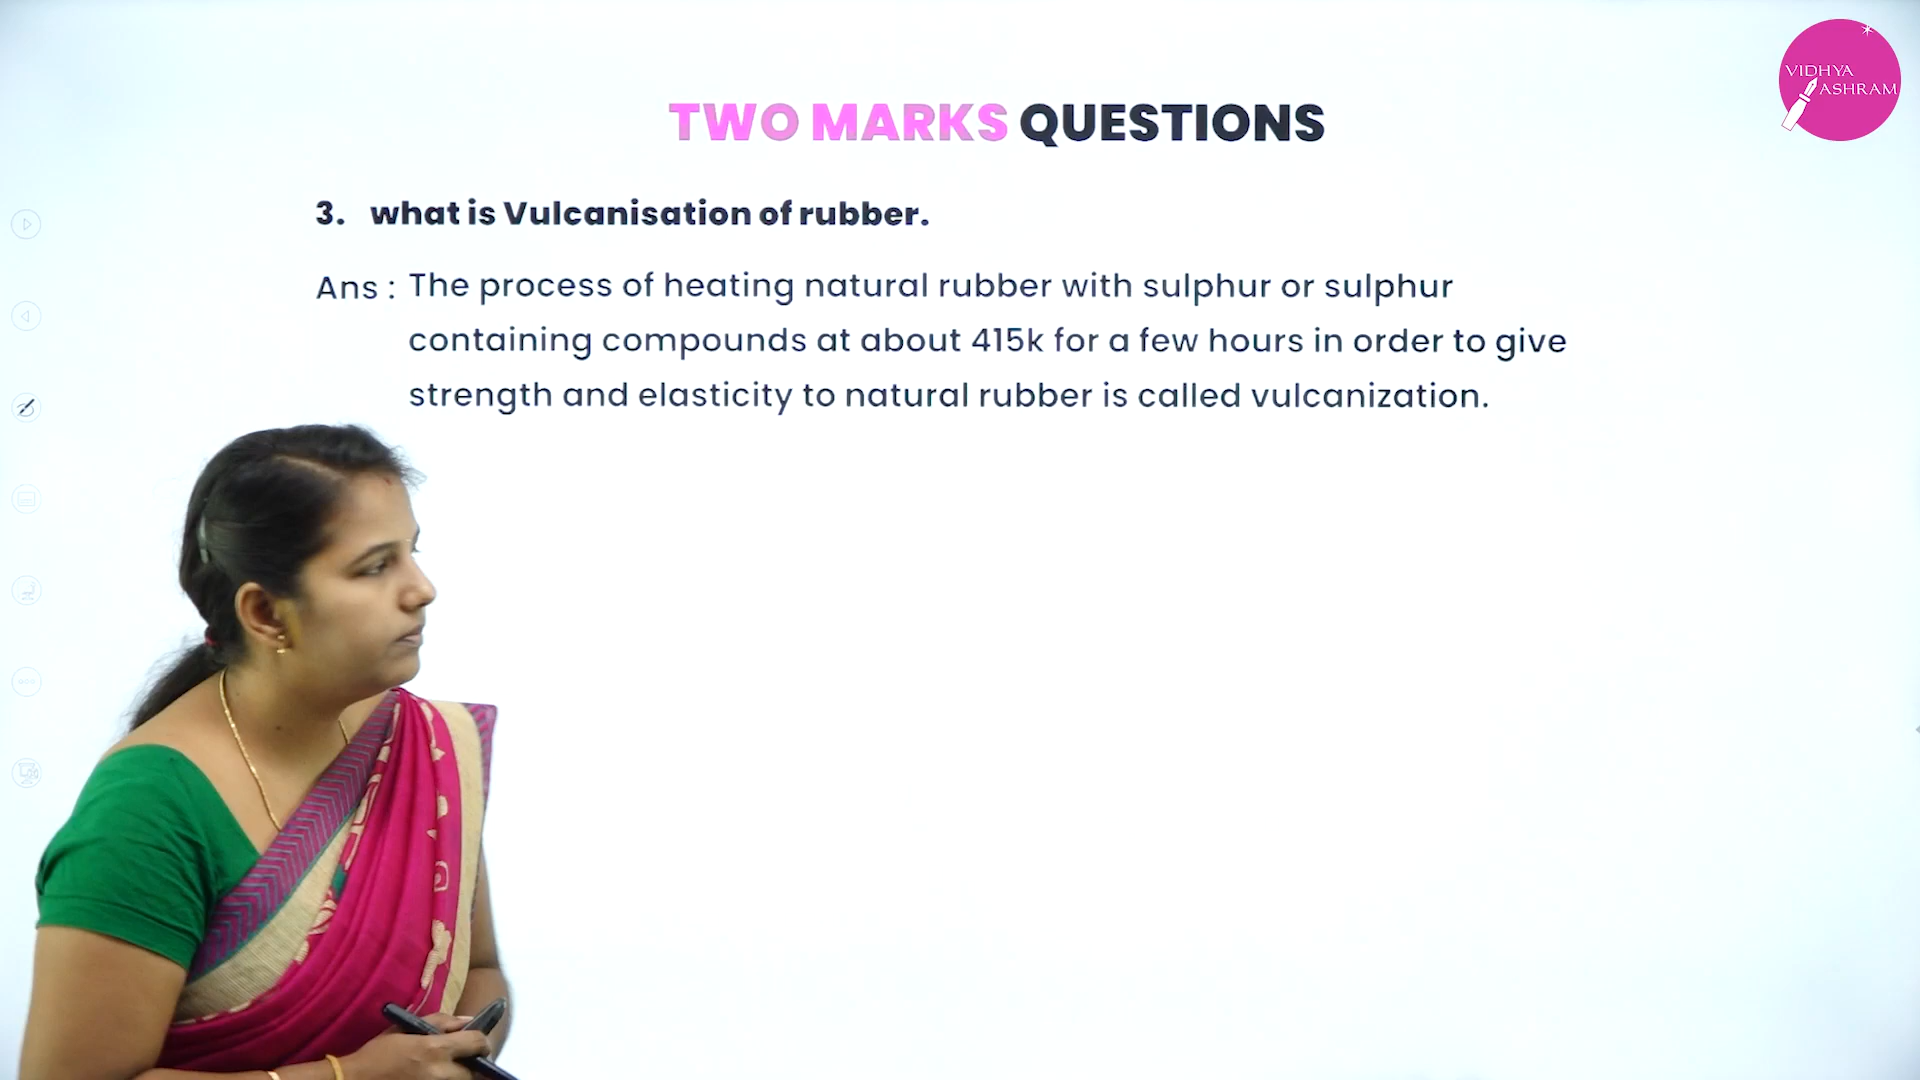 VIDHYA
ASHRAM
TWO MARKS QUESTIONS
3. what is Vulcanisation of rubber.
Ans : The process of heating natural rubber with sulphur or sulphur
containing compounds at about 415k for a few hours in order to give
strength and elasticity to natural rubber is called vulcanization.